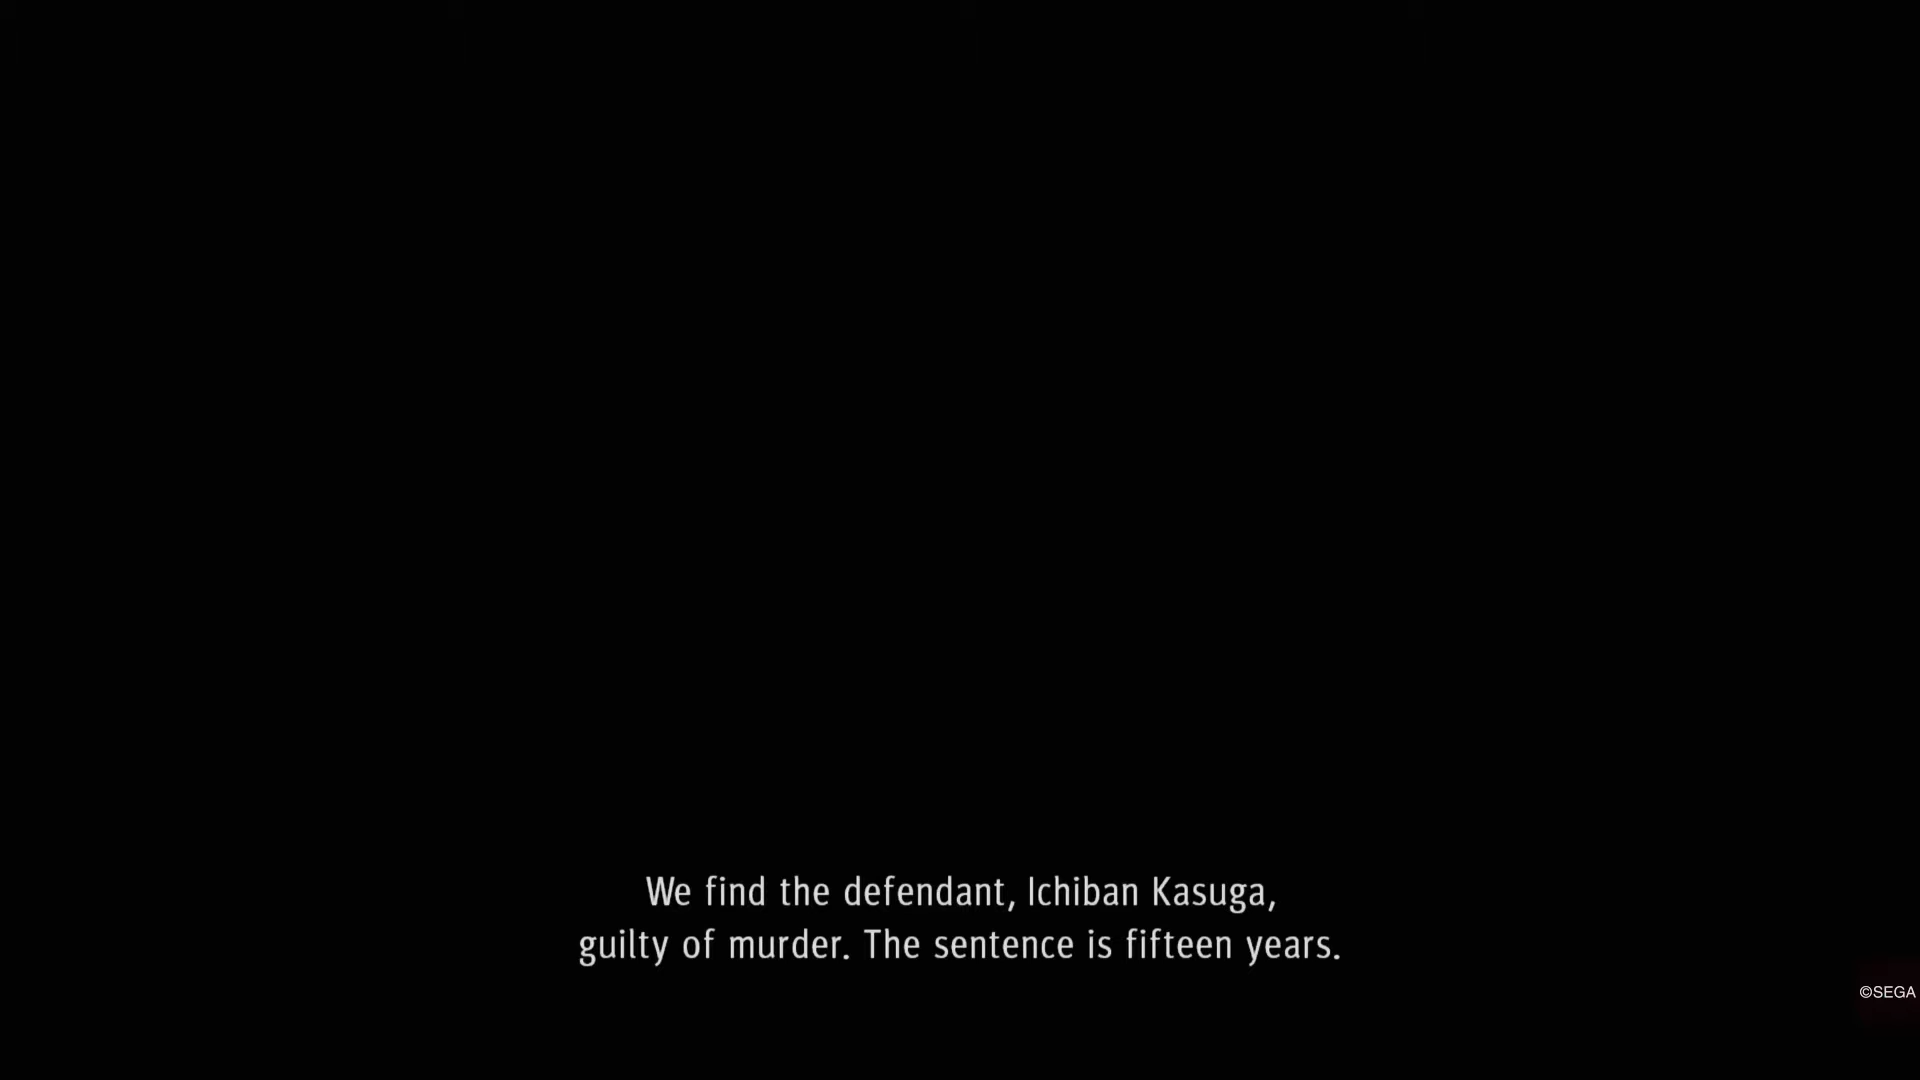 We find the defendant, Ichiban Kasuga,
guilty of murder. The sentence is fifteen years.
©SEGA